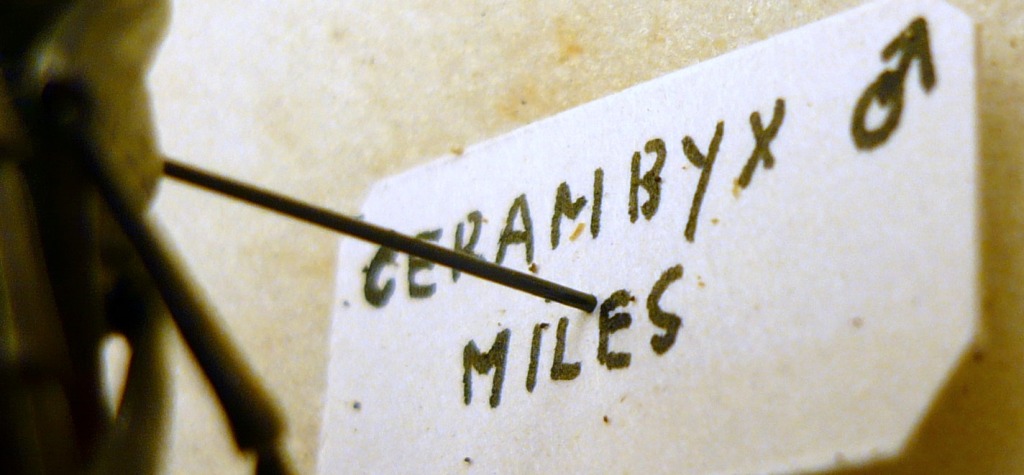 CERAMBYX ♂
MILES